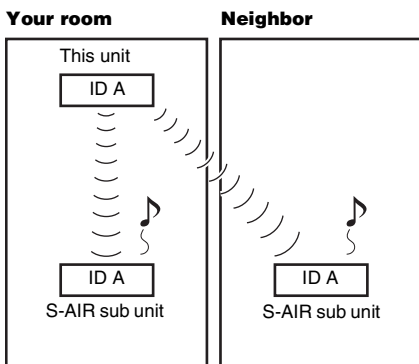 Your room
Neighbor
This unit
ID A
ID A
S-AIR sub unit
ID A
S-AIR sub unit